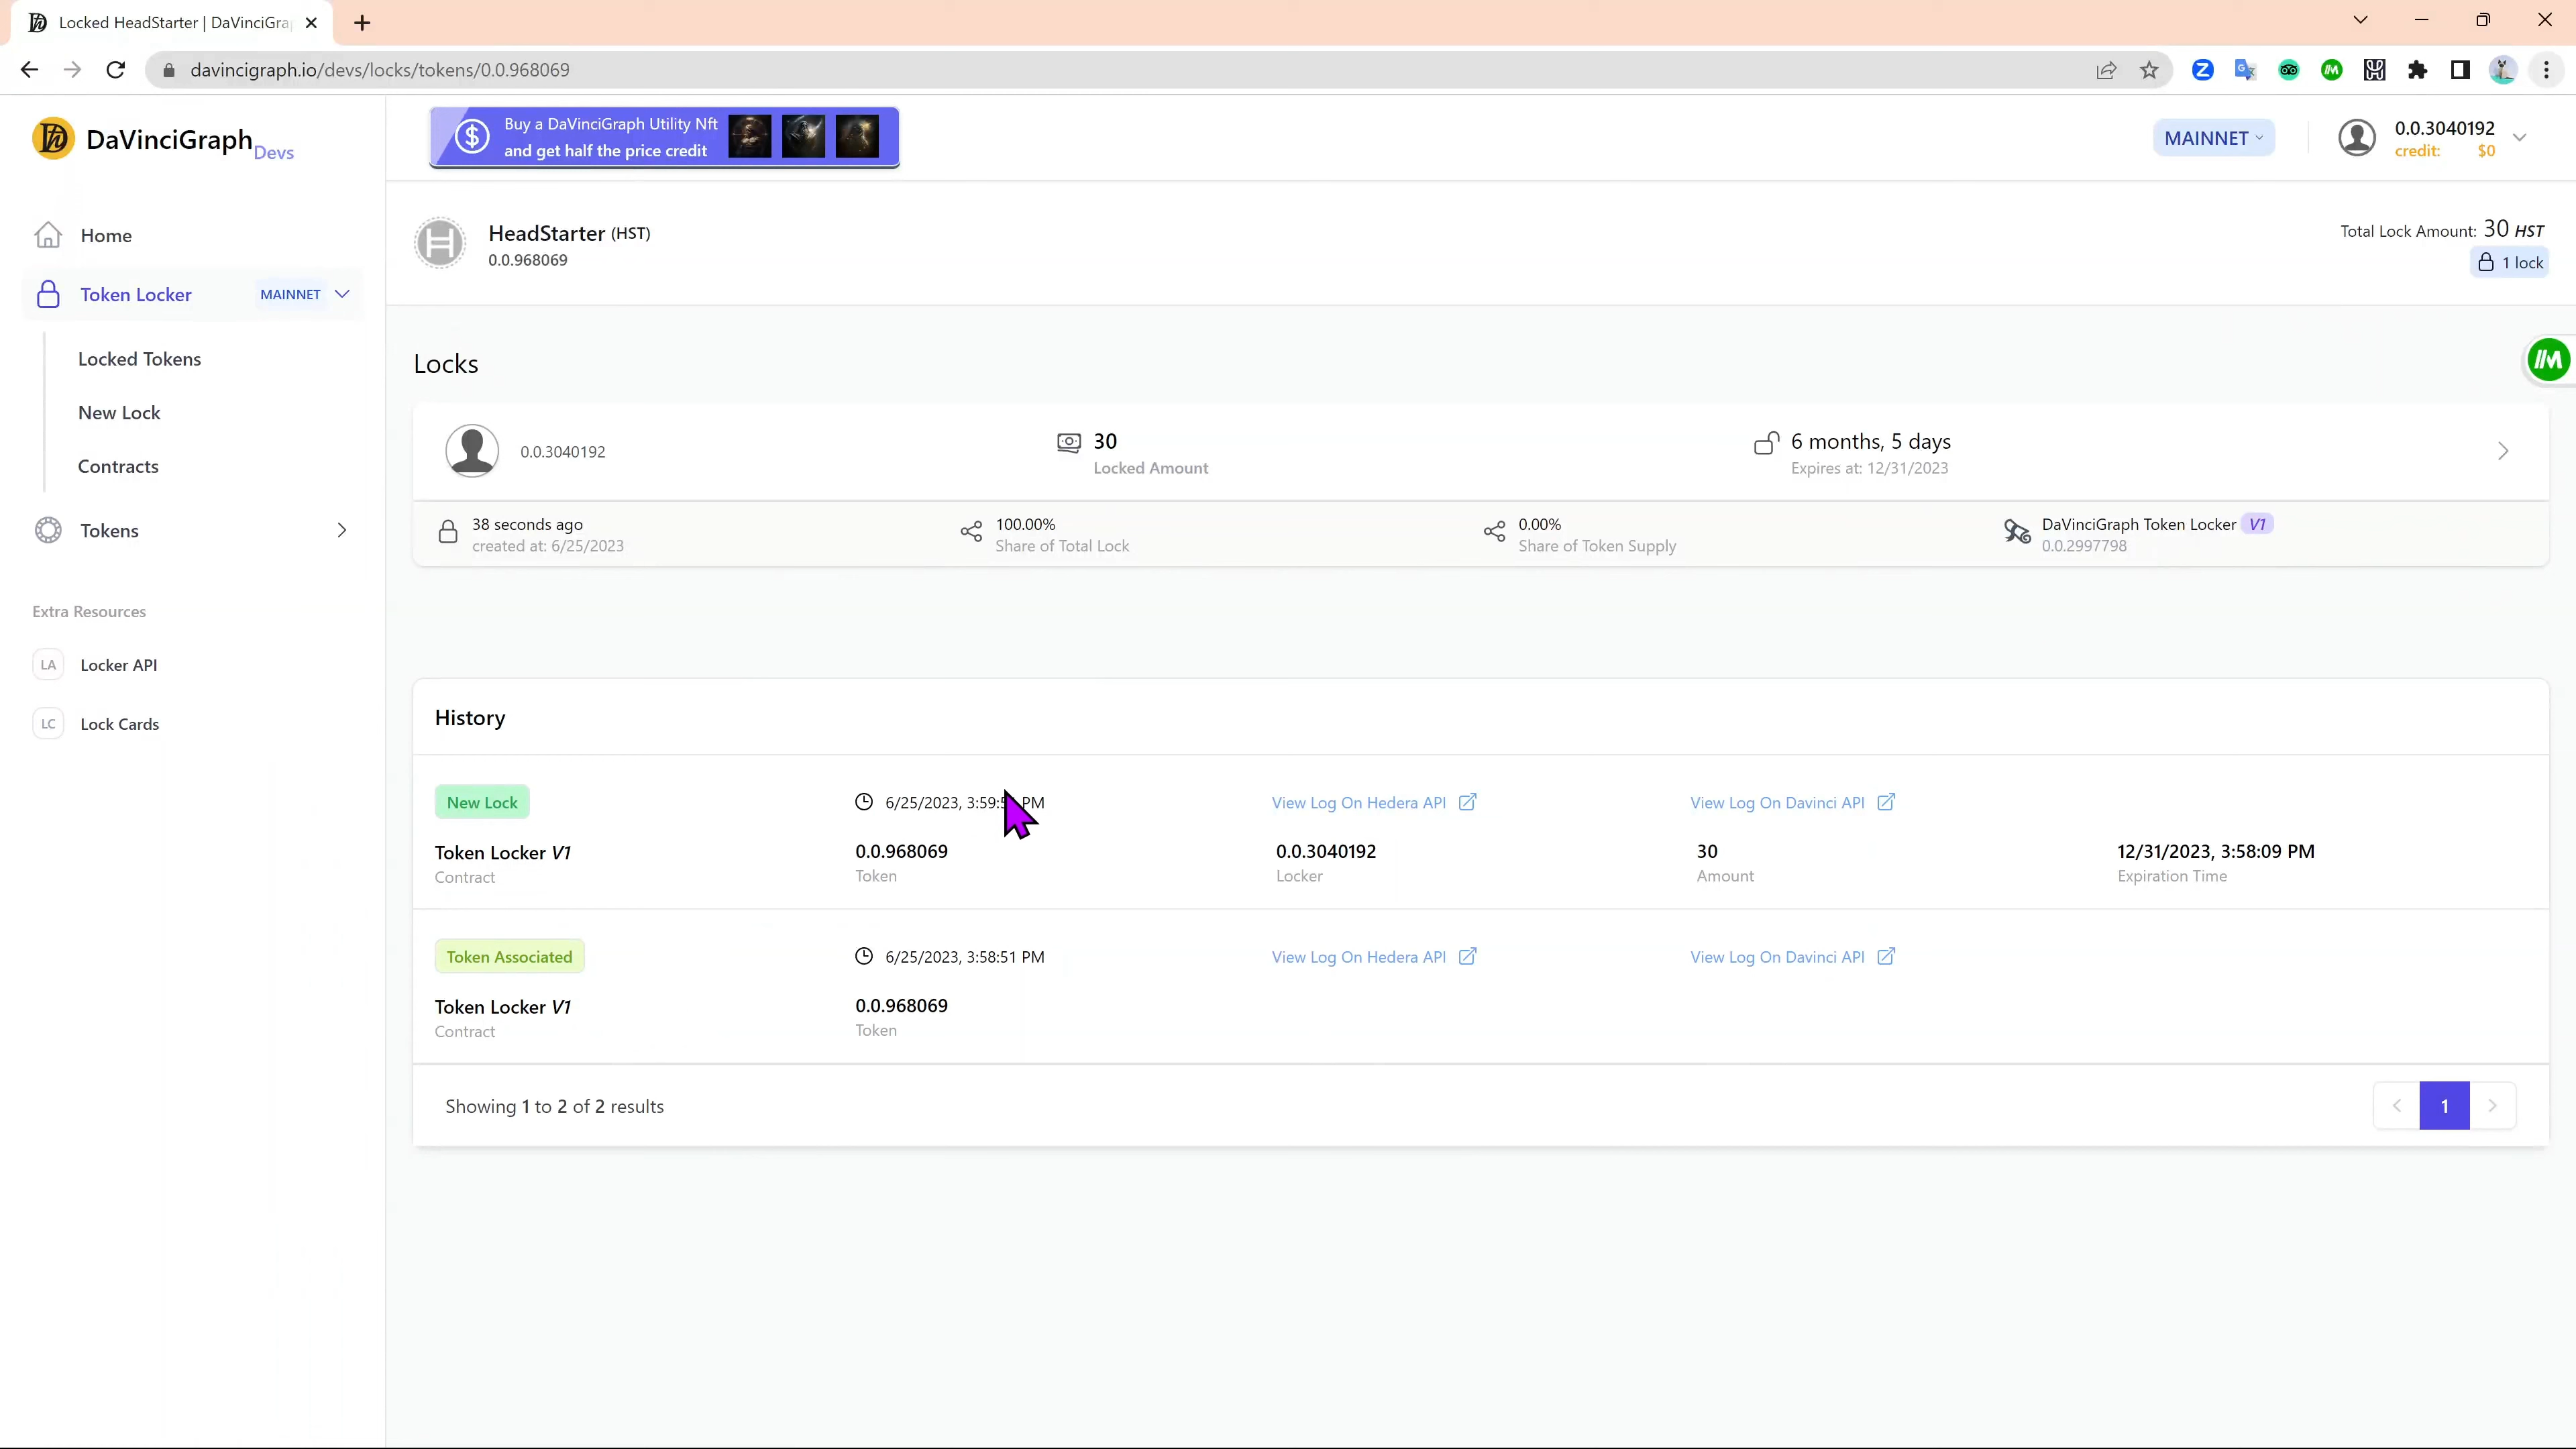 Locked HeadStarter | DaVinciGra
davincigraph.io/devs/locks/tokens/0.0.968069
DaVinciGraph Devs
Buy a DaVinciGraph Utility Nft
and get half the price credit
MAINNET
0.0.3040192
credit: $0
Home
Token Locker MAINNET
Locked Tokens
New Lock
Contracts
Tokens
Extra Resources
LA Locker API
LC Lock Cards
HeadStarter (HST)
0.0.968069
Total Lock Amount: 30 HST
1 lock
Locks
0.0.3040192
30
Locked Amount
6 months, 5 days
Expires at: 12/31/2023
38 seconds ago
created at: 6/25/2023
100.00%
Share of Total Lock
0.00%
Share of Token Supply
DaVinciGraph Token Locker V1
0.0.2997798
History
New Lock
6/25/2023, PM
View Log On Hedera API
View Log On Davinci API
Token Locker V1
Contract
0.0.968069
Token
0.0.3040192
Locker
30
Amount
12/31/2023, 3:58:09 PM
Expiration Time
Token Associated
6/25/2023, 3:58:51 PM
View Log On Hedera API
View Log On Davinci API
Token Locker V1
Contract
0.0.968069
Token
Showing 1 to 2 of 2 results
1